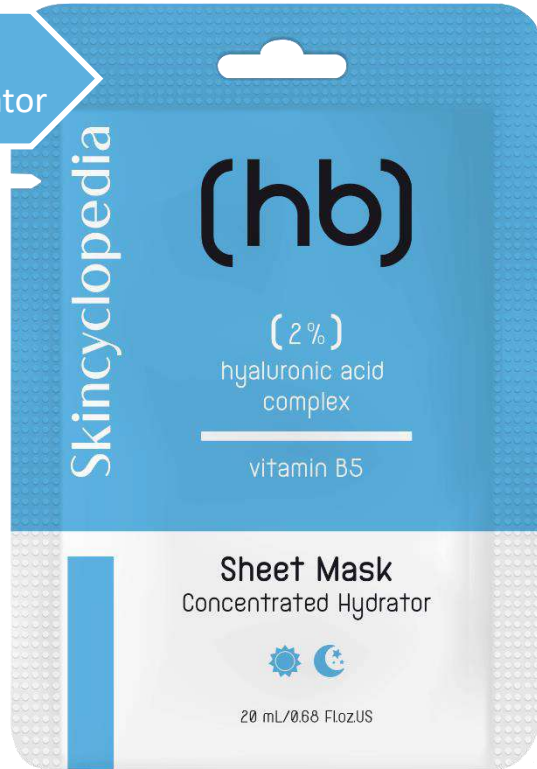 Skincyclopedia
(hb)
(2%)
hyaluronic acid
complex
vitamin B5
Sheet Mask
Concentrated Hydrator
20 mL/0.68 Fl.oz.US